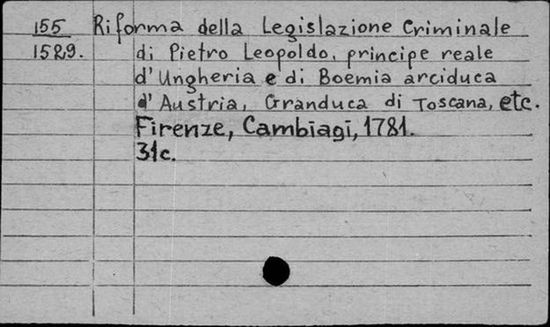 155 Riforma della Legislazione Criminale
1529. di Pietro Leopoldo, principe reale
d'Ungheria e di Boemia arciduca
d'Austria, Granduca di Toscana, etc.
Firenze, Cambiagi, 1781.
31c.